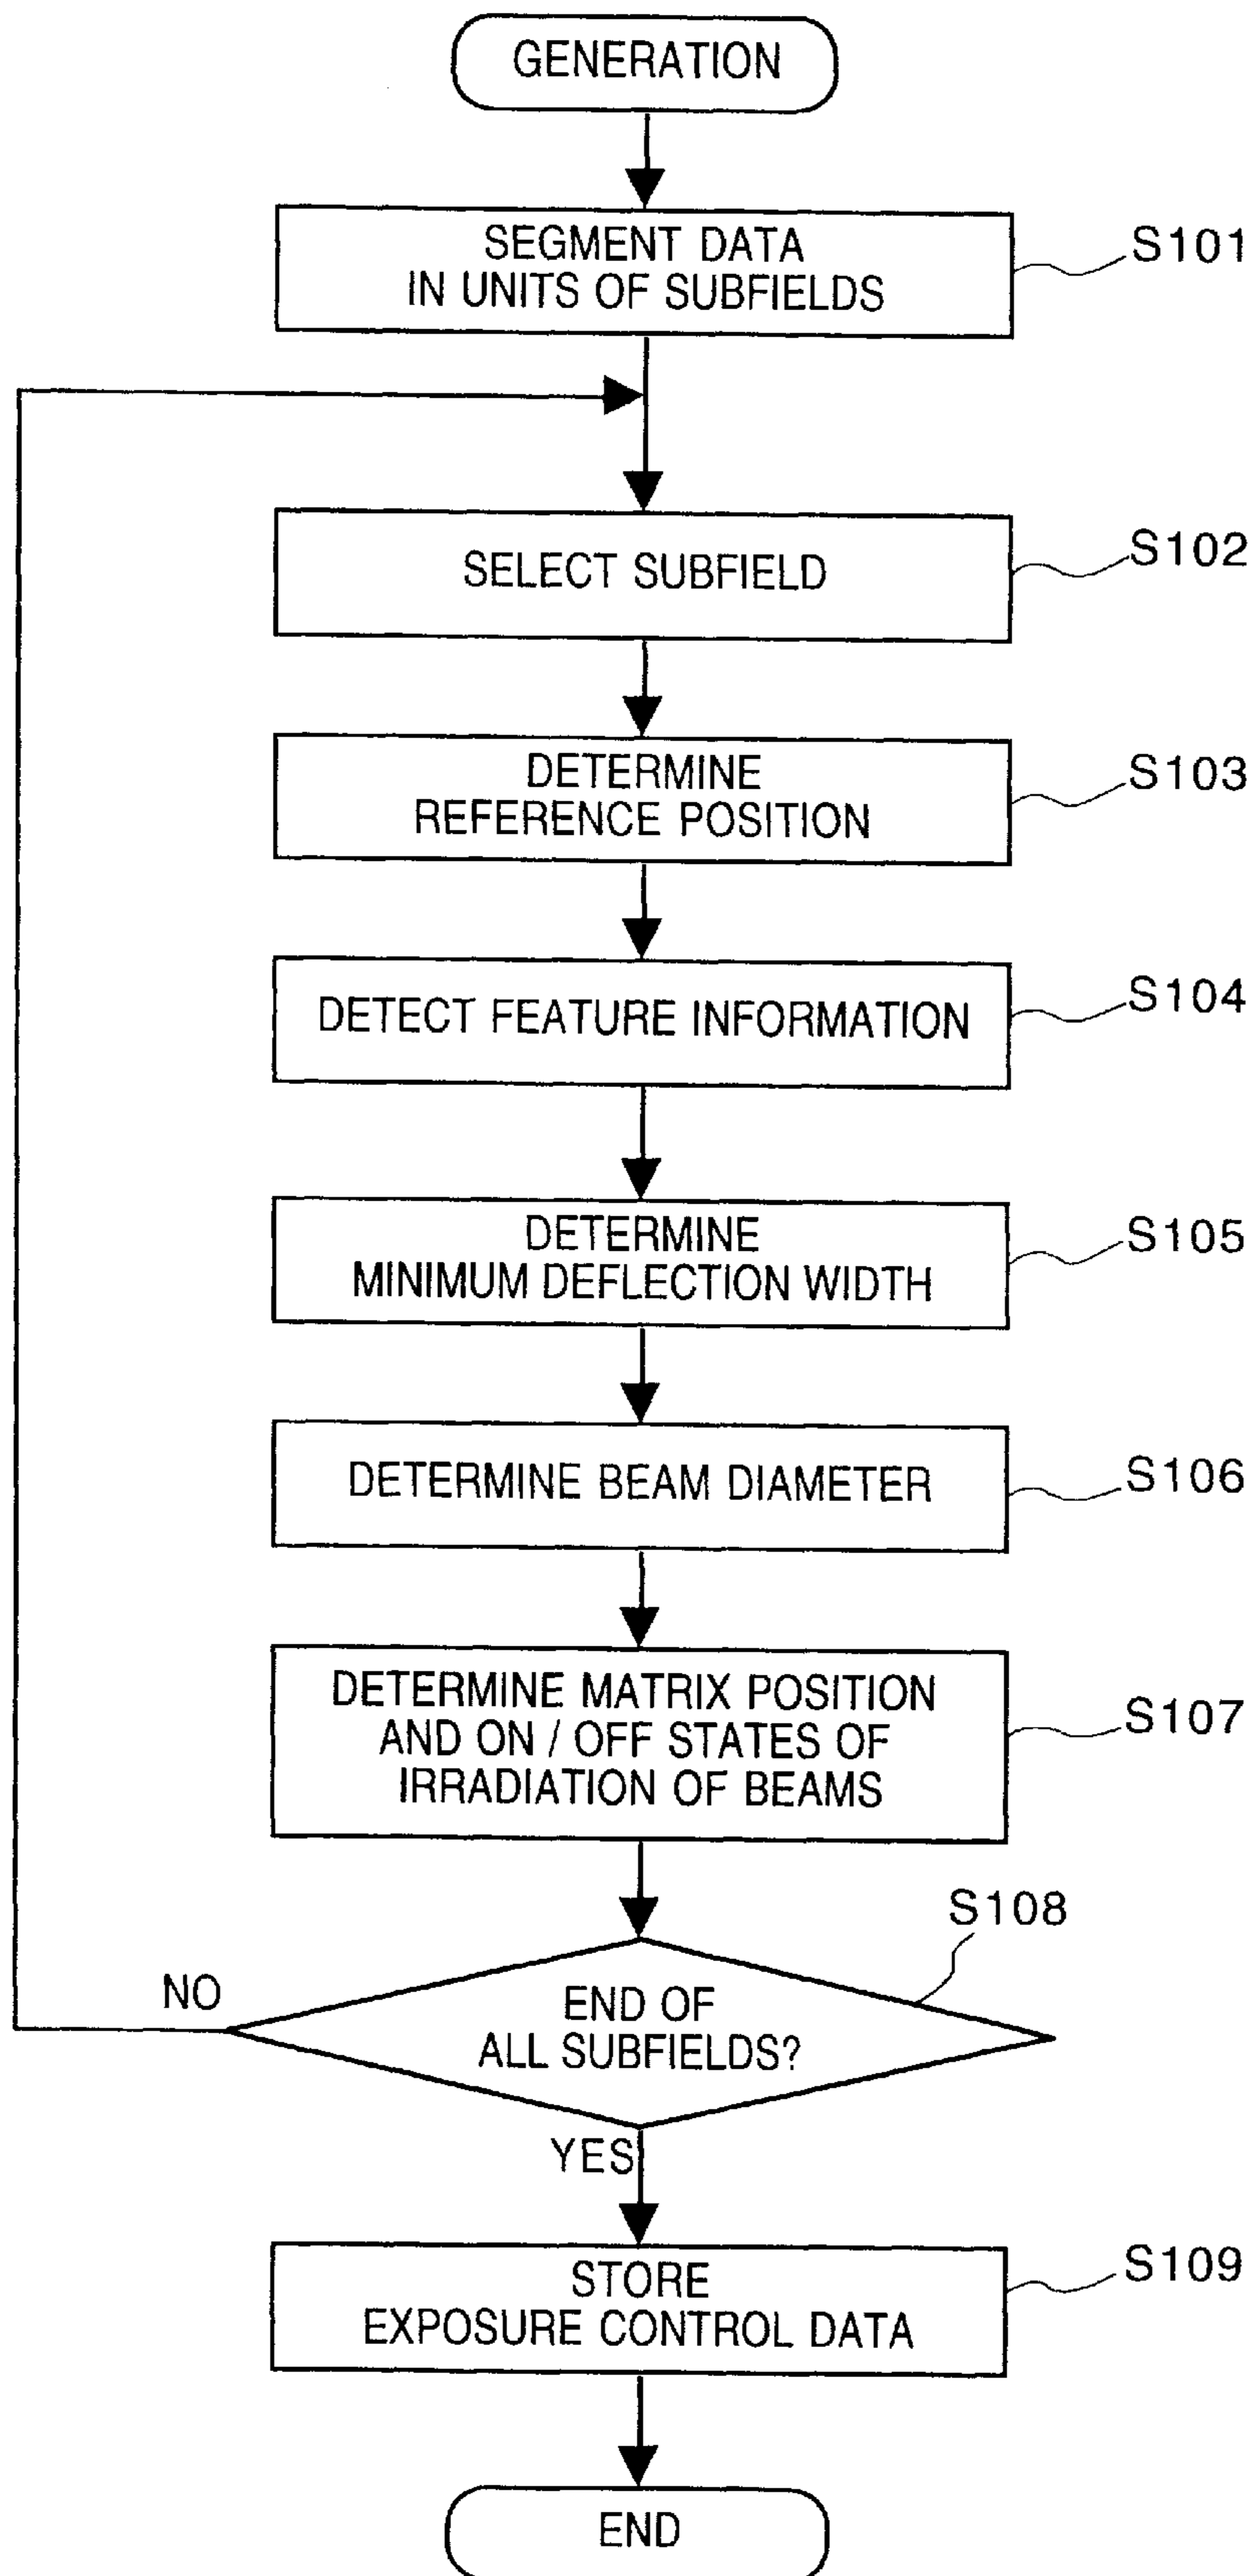 GENERATION
SEGMENT DATA
IN UNITS OF SUBFIELDS
S101
SELECT SUBFIELD
S102
DETERMINE
REFERENCE POSITION
S103
DETECT FEATURE INFORMATION
S104
DETERMINE
MINIMUM DEFLECTION WIDTH
S105
DETERMINE BEAM DIAMETER
S106
DETERMINE MATRIX POSITION
AND ON / OFF STATES OF
IRRADIATION OF BEAMS
S107
S108
NO
END OF
ALL SUBFIELDS?
YES
STORE
EXPOSURE CONTROL DATA
S109
END